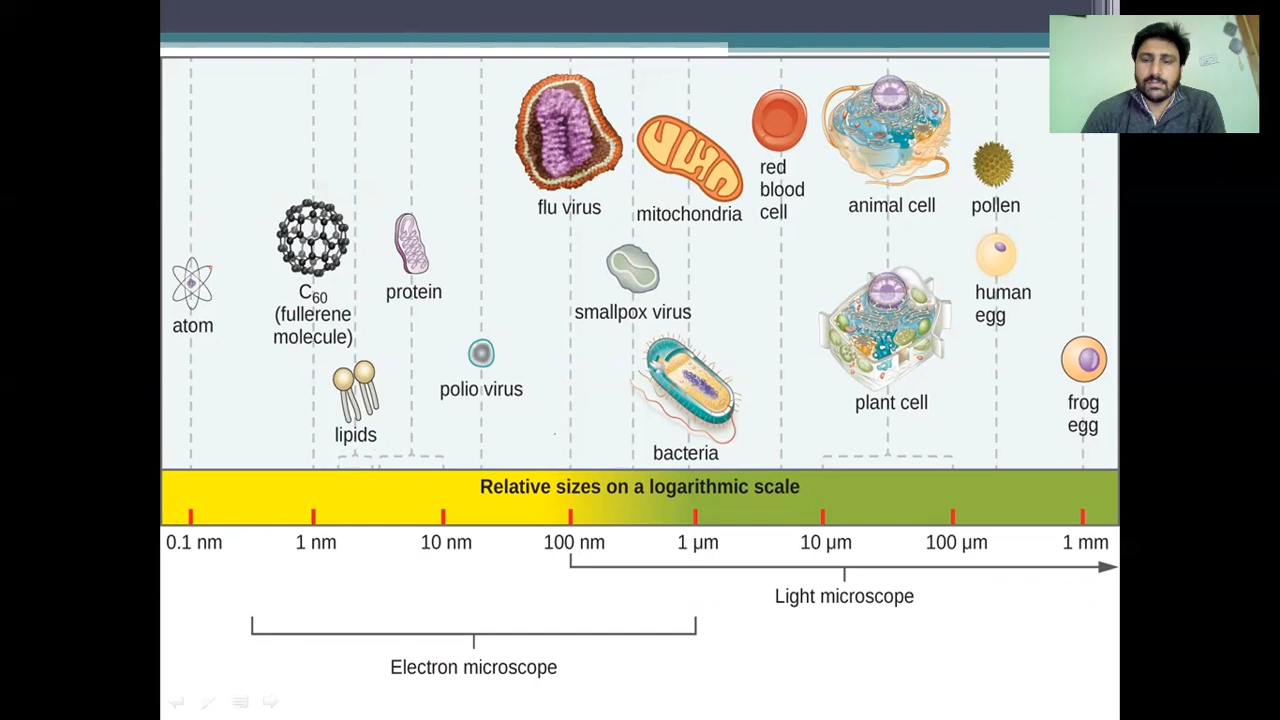 flu virus
mitochondria
red
blood
cell
animal cell
pollen
atom
C60
(fullerene
molecule)
protein
smallpox virus
human
egg
lipids
polio virus
bacteria
plant cell
frog
egg
Relative sizes on a logarithmic scale
0.1 nm 1 nm 10 nm 100 nm 1 μm 10 μm 100 μm 1 mm
Light microscope
Electron microscope